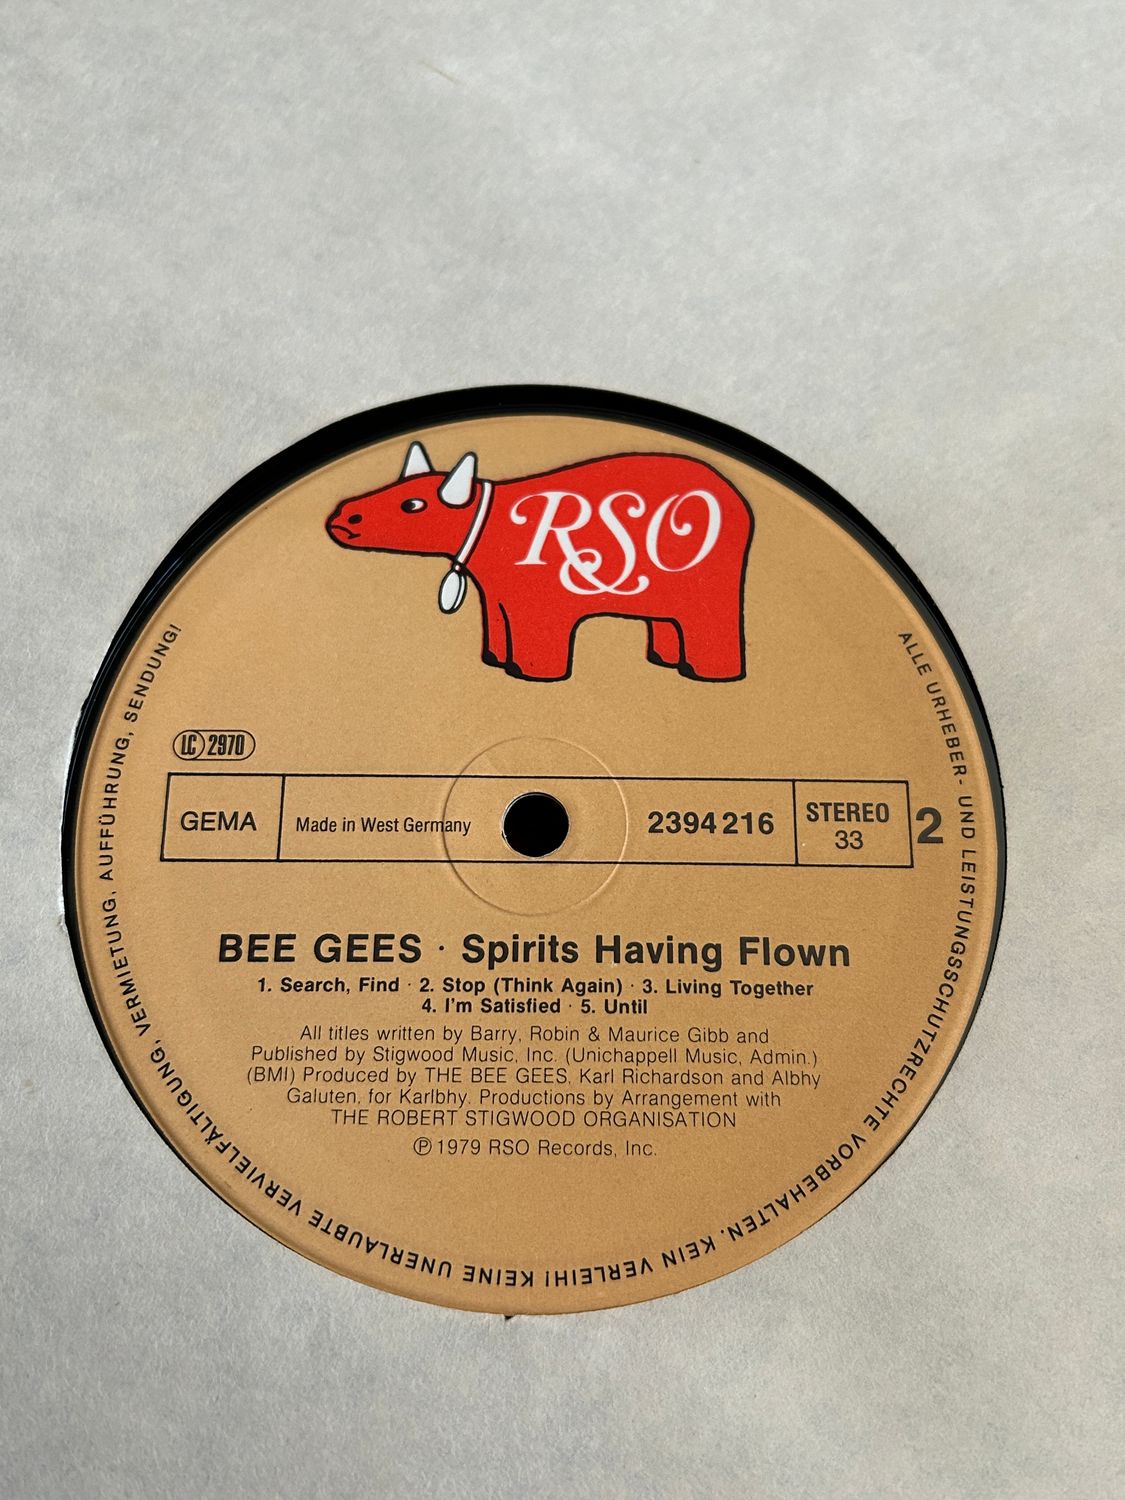 RSO
ALLE URHEBER- UND LEISTUNGSSCHUTZRECHTE VORBEHALTEN. KEIN VERLEIH! KEINE UNERLAUBTE VERVIELFÄLTIGUNG, VERMIETUNG, AUFFÜHRUNG, SENDUNG!
LC 2970
GEMA
Made in West Germany
2394 216
STEREO
33
2
BEE GEES · Spirits Having Flown
1. Search, Find · 2. Stop (Think Again) · 3. Living Together
4. I'm Satisfied · 5. Until
All titles written by Barry, Robin & Maurice Gibb and
Published by Stigwood Music, Inc. (Unichappell Music, Admin.)
(BMI) Produced by THE BEE GEES, Karl Richardson and Albhy
Galuten, for Karlbhy. Productions by Arrangement with
THE ROBERT STIGWOOD ORGANISATION
℗ 1979 RSO Records, Inc.